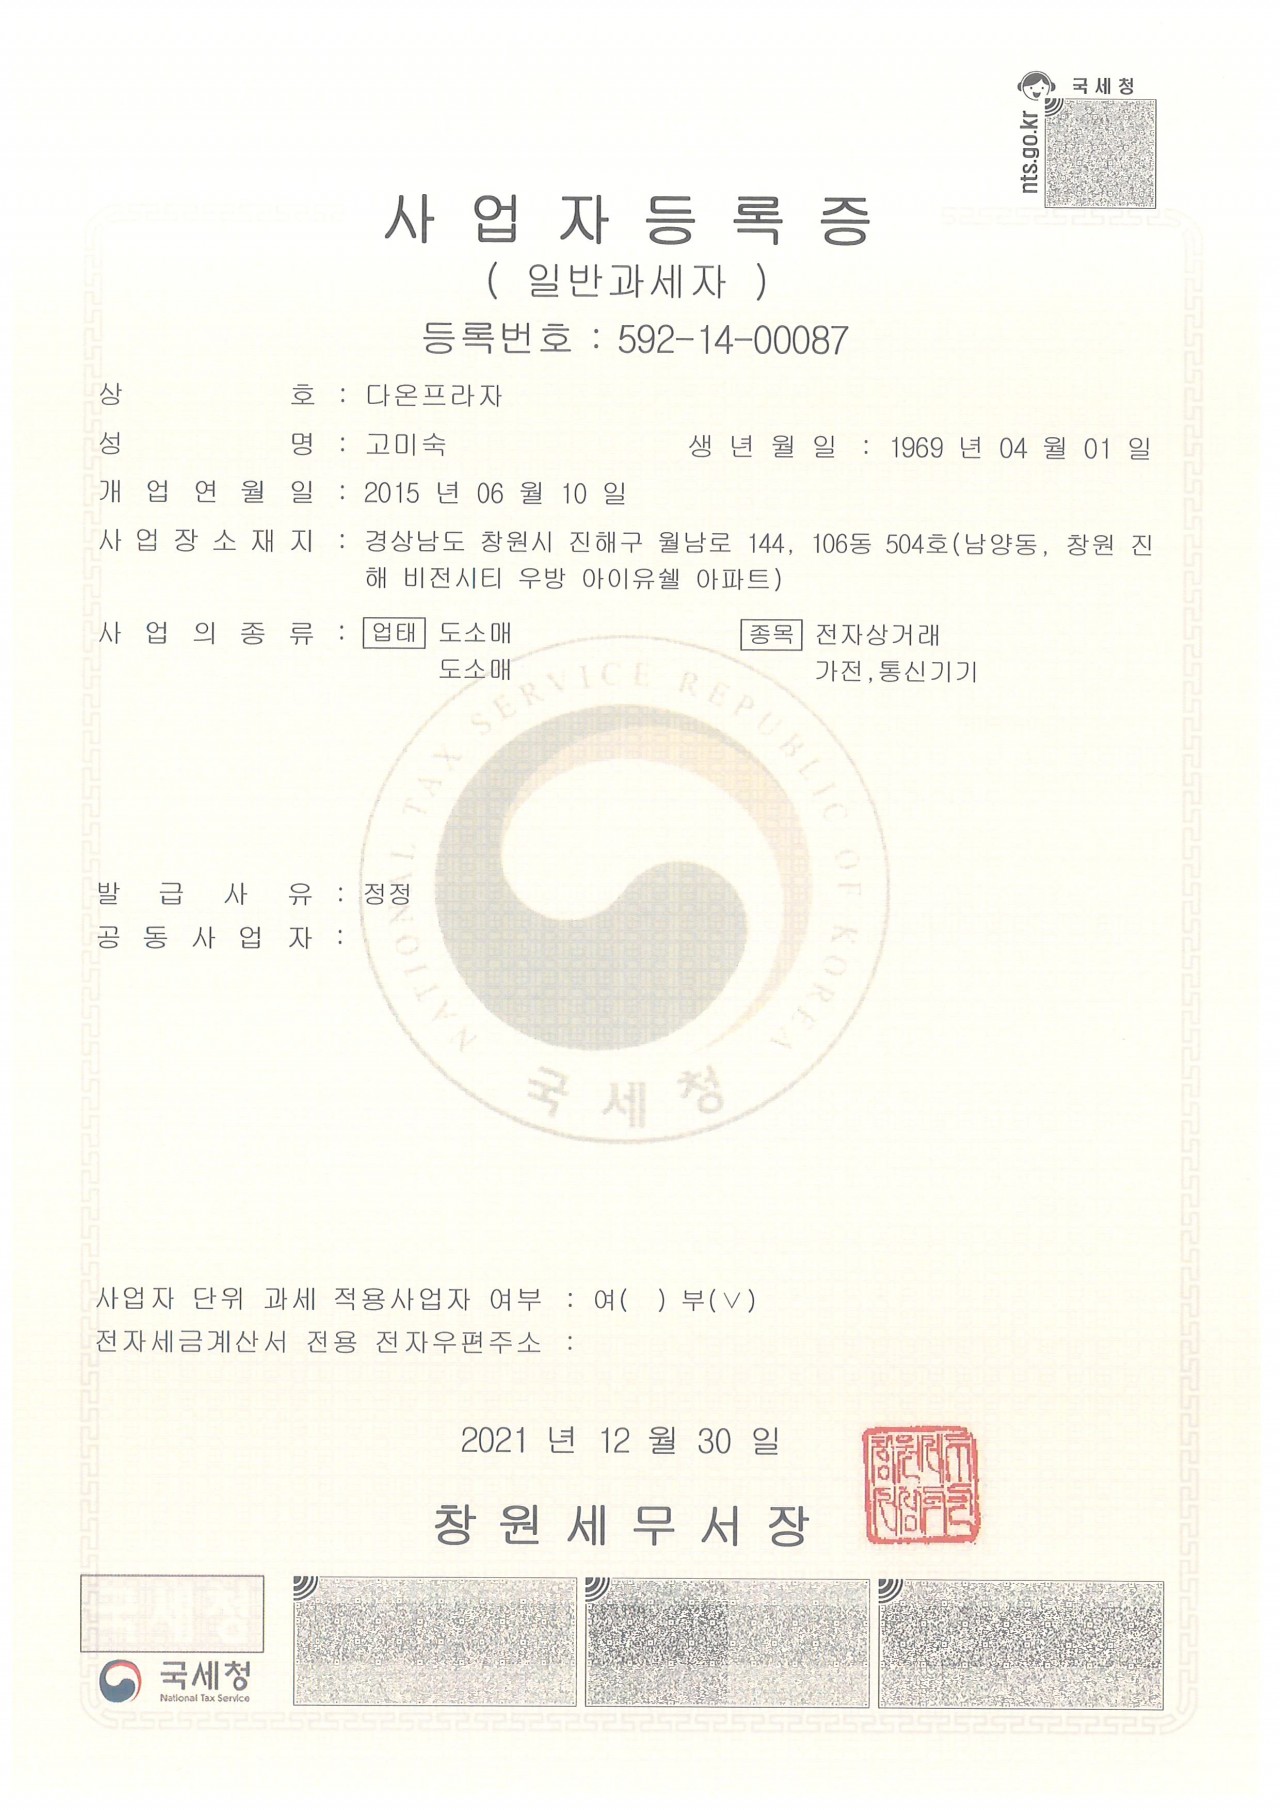 국세청
nts.go.kr
사업자등록증
( 일반과세자 )
등록번호 : 592-14-00087
상 호 : 다온프라자
성 명 : 고미숙 생 년 월 일 : 1969 년 04 월 01 일
개 업 연 월 일 : 2015 년 06 월 10 일
사 업 장 소 재 지 : 경상남도 창원시 진해구 월남로 144, 106동 504호(남양동, 창원 진
해 비전시티 우방 아이유쉘 아파트)
사 업 의 종 류 : 업태 도소매 종목 전자상거래
도소매 가전,통신기기
NATIONAL TAX SERVICE REPUBLIC OF KOREA
국세청
발 급 사 유 : 정정
공 동 사 업 자 :
사업자 단위 과세 적용사업자 여부 : 여( ) 부(∨)
전자세금계산서 전용 전자우편주소 :
2021 년 12 월 30 일
창원세무서장
국세청
National Tax Service